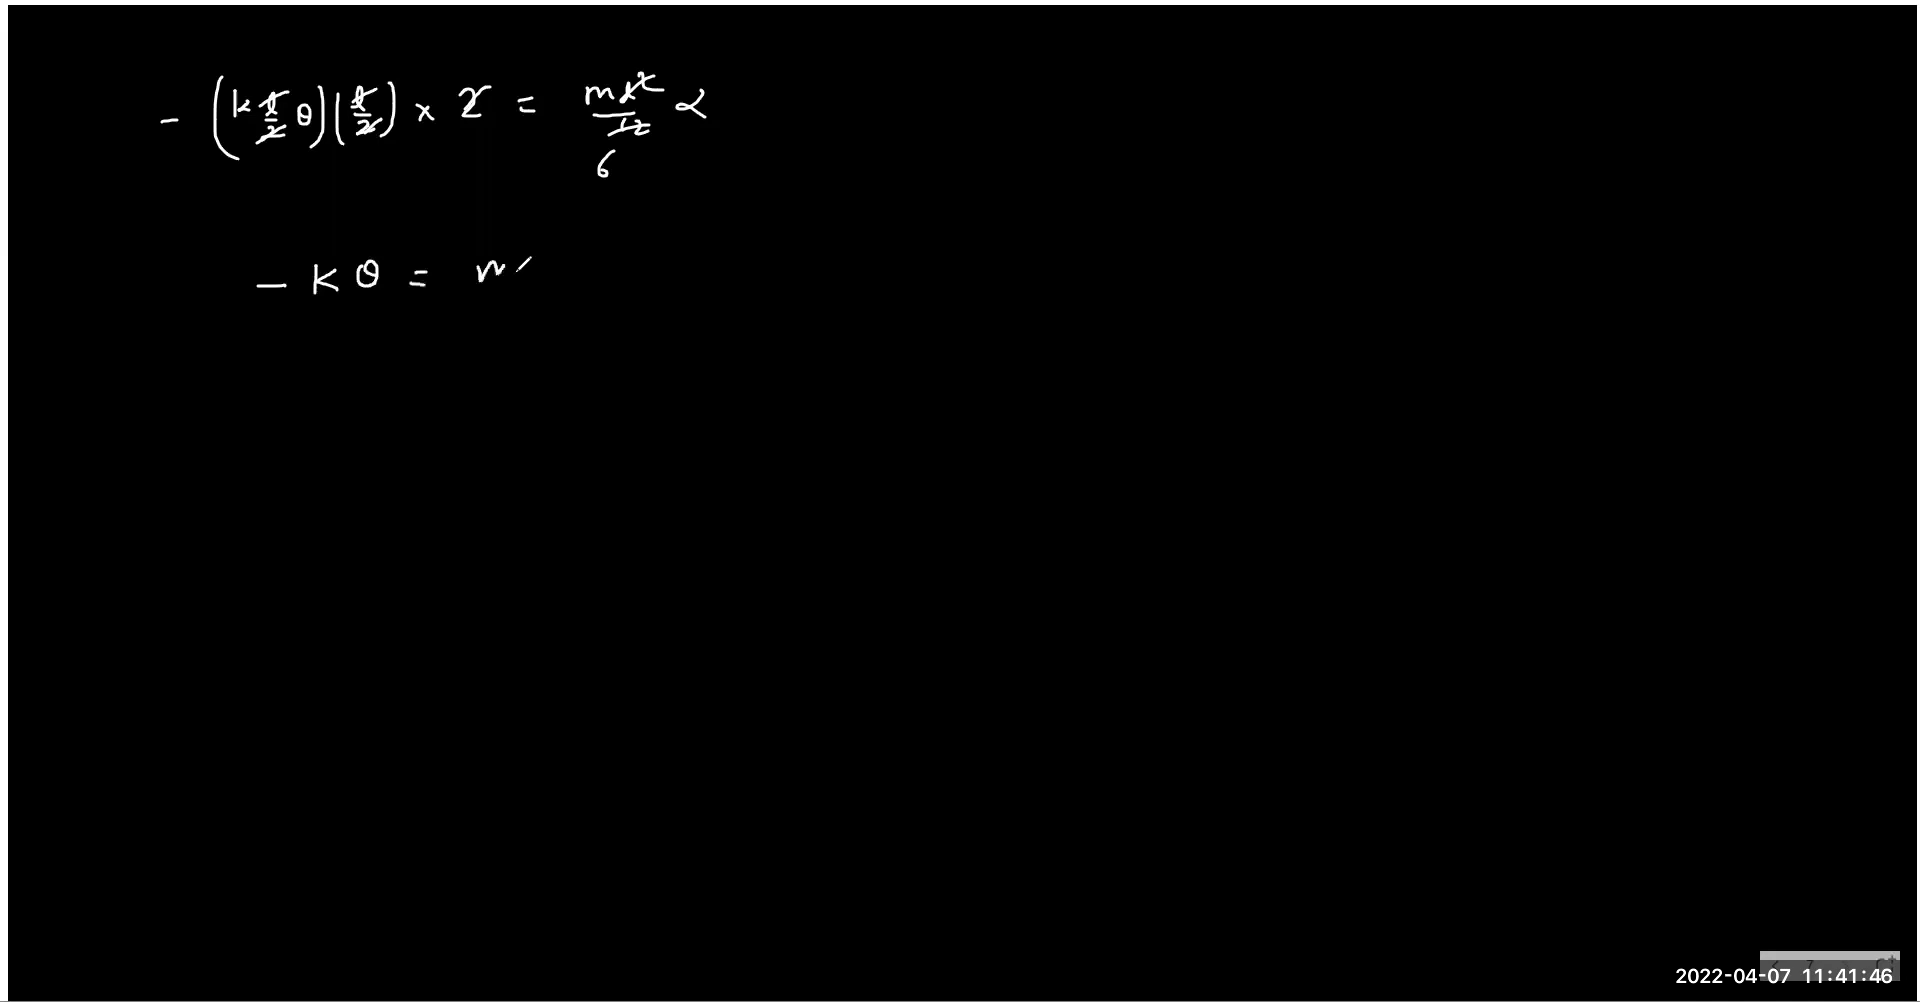 - (k l/2 θ)(l/2) × 2 = ml²/12 α
6
- K θ = m
2022-04-07 11:41:46